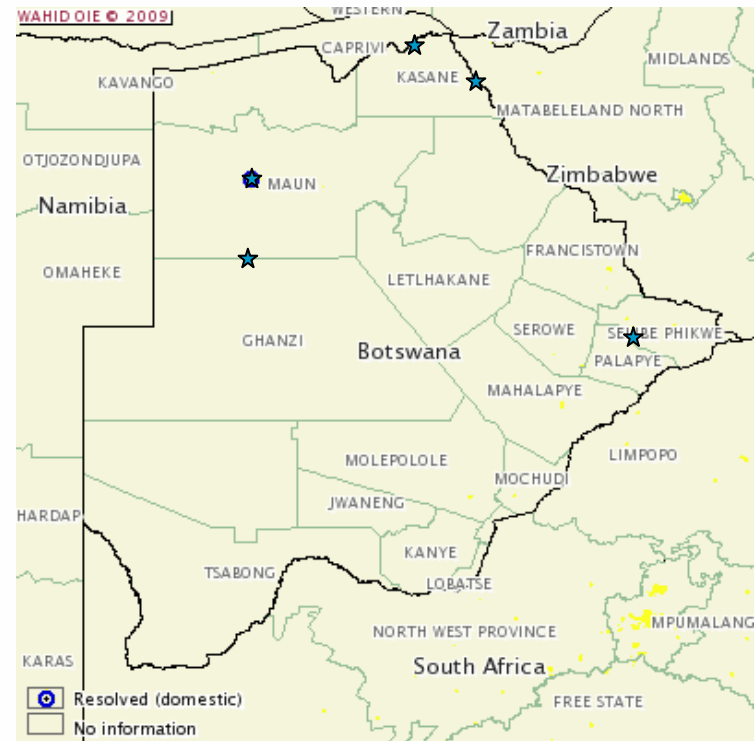 WAHID OIE © 2009
WESTERN
Zambia
CAPRIVI
MIDLANDS
KASANE
KAVANGO
MATABELELAND NORTH
OTJOZONDJUPA
Zimbabwe
MAUN
Namibia
FRANCISTOWN
OMAHEKE
LETLHAKANE
SEROWE
PHIKWE
GHANZI
Botswana
PALAPYE
MAHALAPYE
LIMPOPO
MOLEPOLOLE
MOCHUDI
JWANENG
HARDAP
KANYE
TSABONG
LOBATSE
MPUMALANG
NORTH WEST PROVINCE
KARAS
South Africa
Resolved (domestic)
FREE STATE
No information